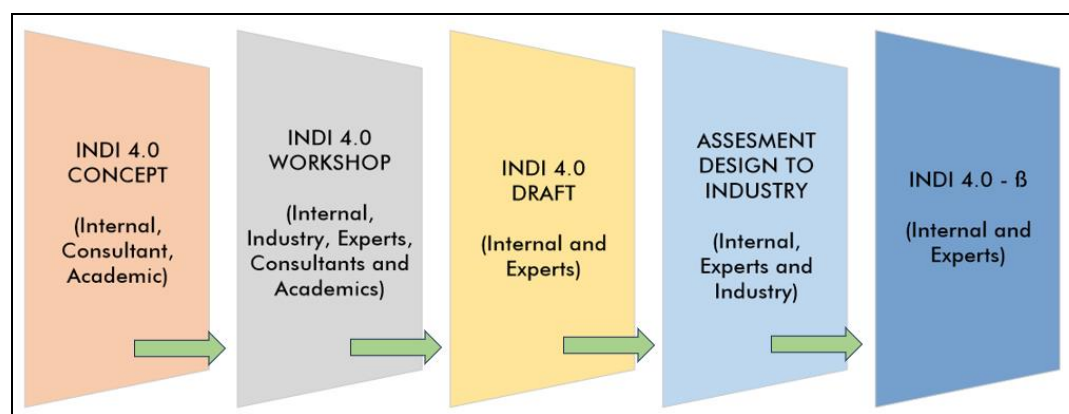 INDI 4.0
CONCEPT
(Internal,
Consultant,
Academic)
INDI 4.0
WORKSHOP
(Internal,
Industry, Experts,
Consultants and
Academics)
INDI 4.0
DRAFT
(Internal and
Experts)
ASSESMENT
DESIGN TO
INDUSTRY
(Internal,
Experts and
Industry)
INDI 4.0 - ß
(Internal and
Experts)